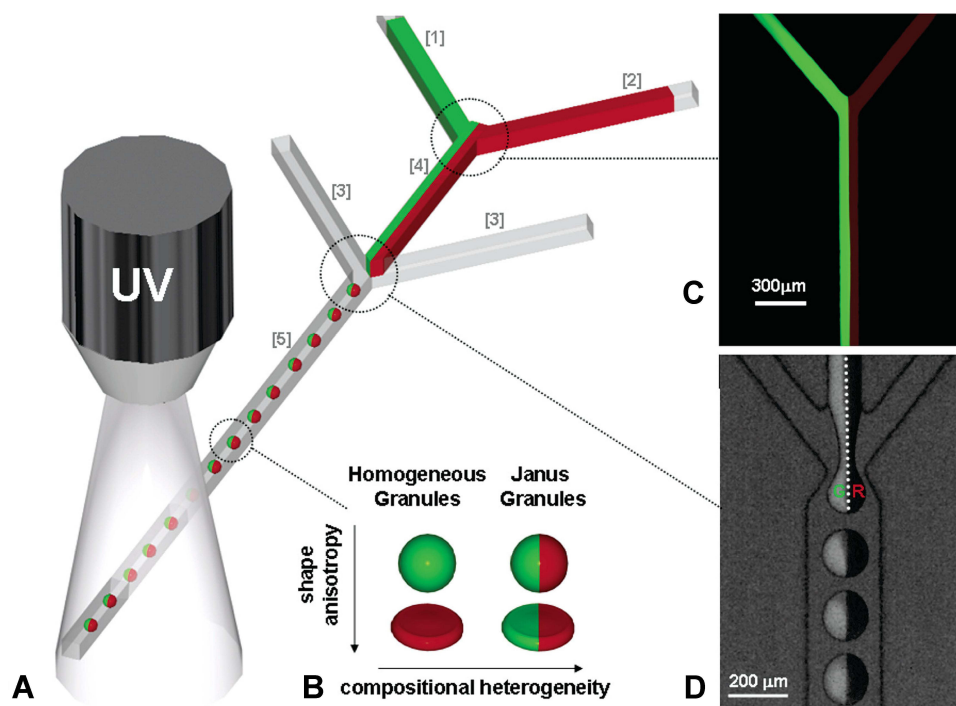 [1]
[2]
[3]
[4]
[3]
[5]
UV
A
Homogeneous
Granules
Janus
Granules
shape
anisotropy
compositional heterogeneity
B
300μm
C
G
R
200 μm
D